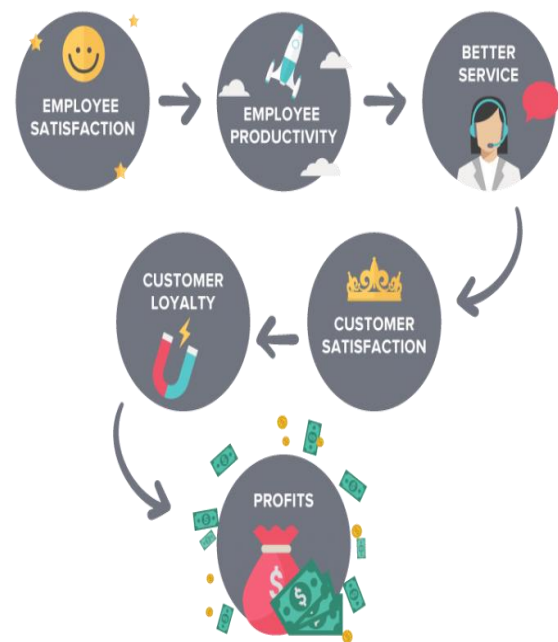 EMPLOYEE
SATISFACTION
EMPLOYEE
PRODUCTIVITY
BETTER
SERVICE
CUSTOMER
SATISFACTION
CUSTOMER
LOYALTY
PROFITS
$
$